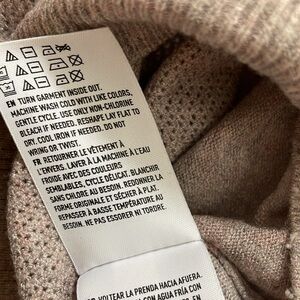 EN TURN GARMENT INSIDE OUT.
MACHINE WASH COLD WITH LIKE COLORS,
GENTLE CYCLE. USE ONLY NON-CHLORINE
BLEACH IF NEEDED. RESHAPE LAY FLAT TO
DRY. COOL IRON IF NEEDED. DO NOT
WRING OR TWIST.
FR RETOURNER LE VÊTEMENT À
L'ENVERS. LAVER À LA MACHINE À L'EAU
FROIDE AVEC DES COULEURS
SEMBLABLES, CYCLE DÉLICAT. BLANCHIR
SANS CHLORE AU BESOIN. REDONNER LA
FORME ORIGINALE ET SÉCHER À PLAT.
REPASSER À BASSE TEMPÉRATURE AU
BESOIN. NE PAS ESSORER NI TORDRE.
VOLTEAR LA PRENDA HACIA AFUERA.
CON AGUA FRÍA CON